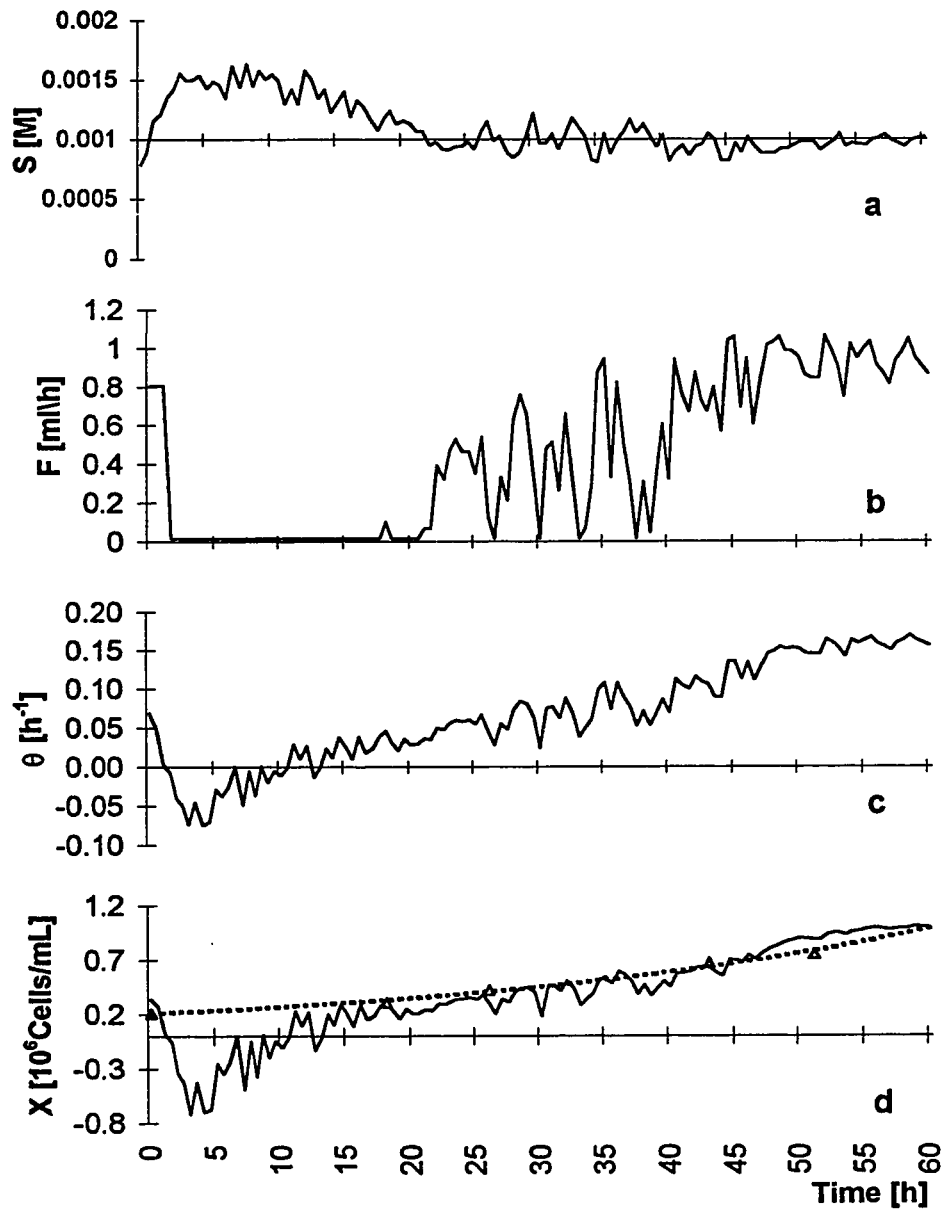 S [M]
0.002
0.0015
0.001
0.0005
0
a
F [ml\h]
1.2
1
0.8
0.6
0.4
0.2
0
b
θ [h⁻¹]
0.20
0.15
0.10
0.05
0.00
-0.05
-0.10
c
X [10⁶Cells/mL]
1.2
0.7
0.2
-0.3
-0.8
d
0 5 10 15 20 25 30 35 40 45 50 55 60
Time [h]